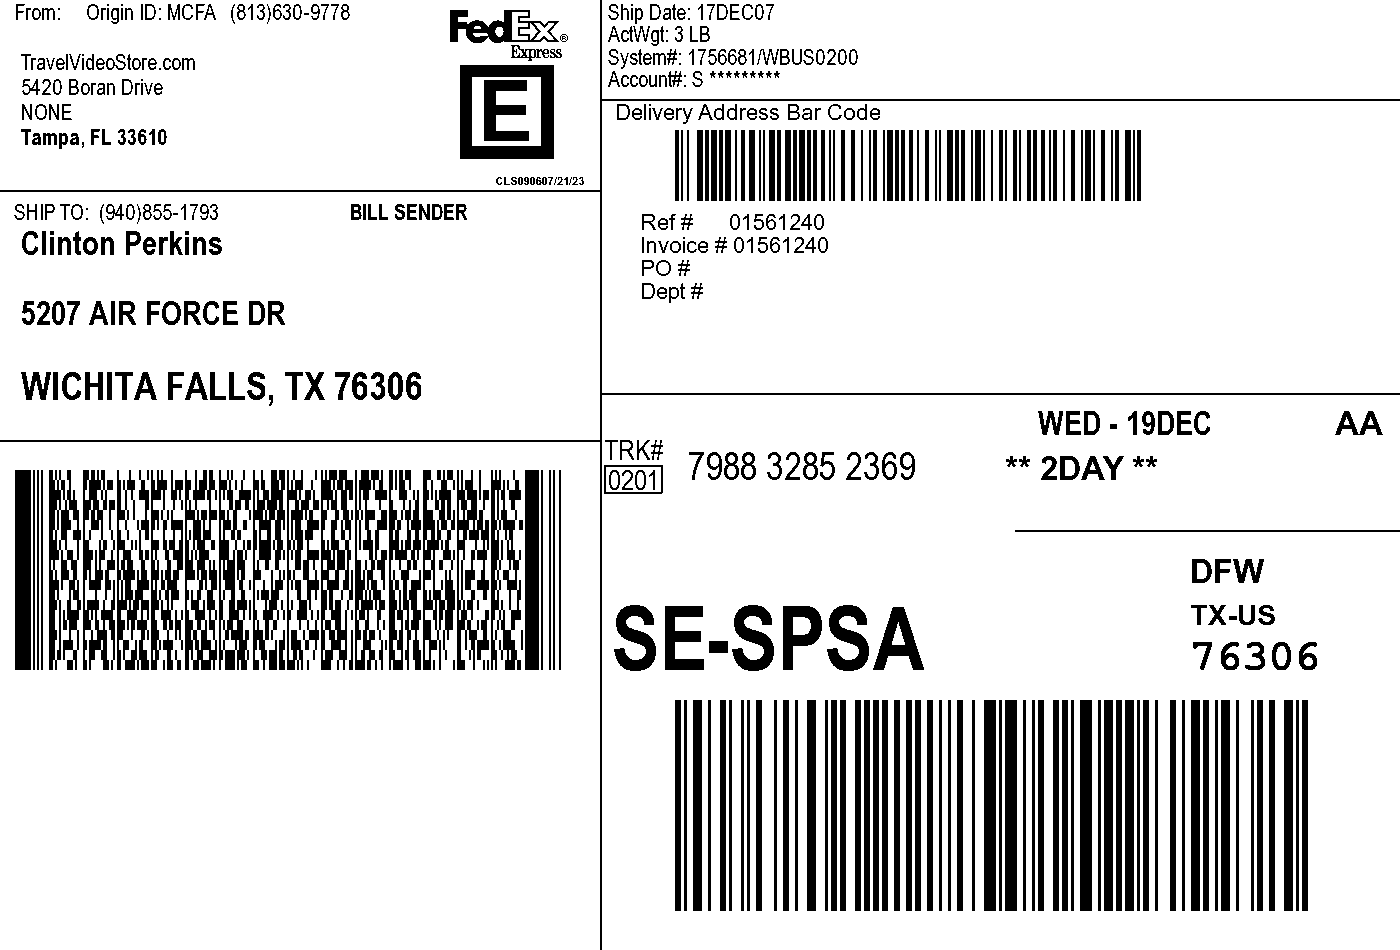 From: Origin ID: MCFA (813)630-9778
TravelVideoStore.com
5420 Boran Drive
NONE
Tampa, FL 33610
FedEx®
Express
E
CLS090607/21/23
Ship Date: 17DEC07
ActWgt: 3 LB
System#: 1756681/WBUS0200
Account#: S *********
Delivery Address Bar Code
Ref # 01561240
Invoice # 01561240
PO #
Dept #
SHIP TO: (940)855-1793 BILL SENDER
Clinton Perkins
5207 AIR FORCE DR
WICHITA FALLS, TX 76306
WED - 19DEC AA
TRK# 7988 3285 2369 ** 2DAY **
0201
DFW
TX-US
SE-SPSA 76306